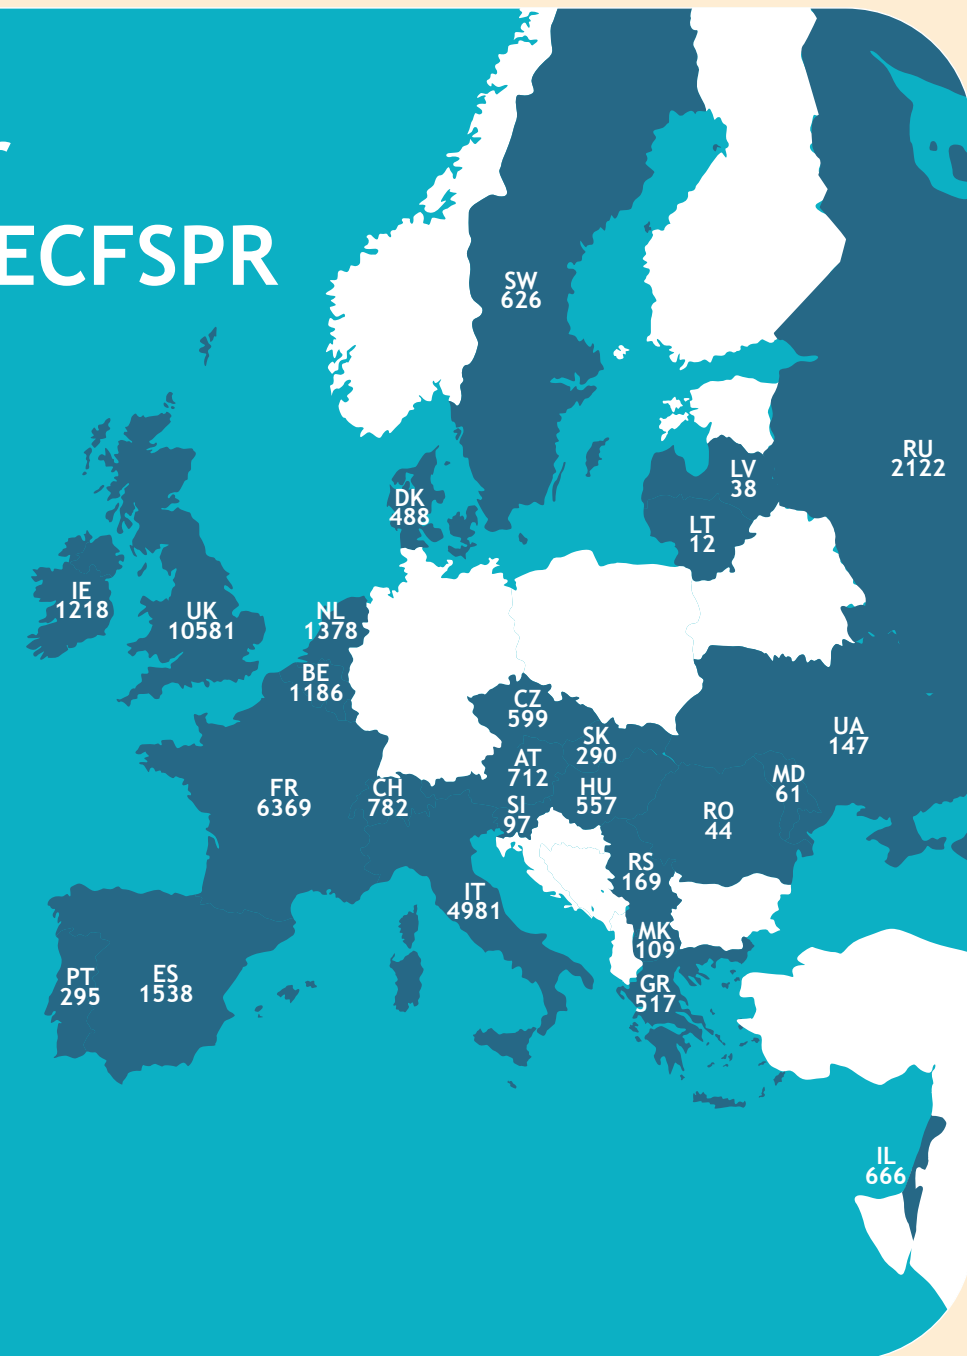 ECFSPR
SW
626
RU
2122
LV
38
DK
488
LT
12
IE
1218
UK
10581
NL
1378
BE
1186
CZ
599
UA
147
SK
290
AT
712
MD
61
FR
6369
CH
782
HU
557
SI
97
RO
44
RS
169
IT
4981
MK
109
PT
295
ES
1538
GR
517
IL
666